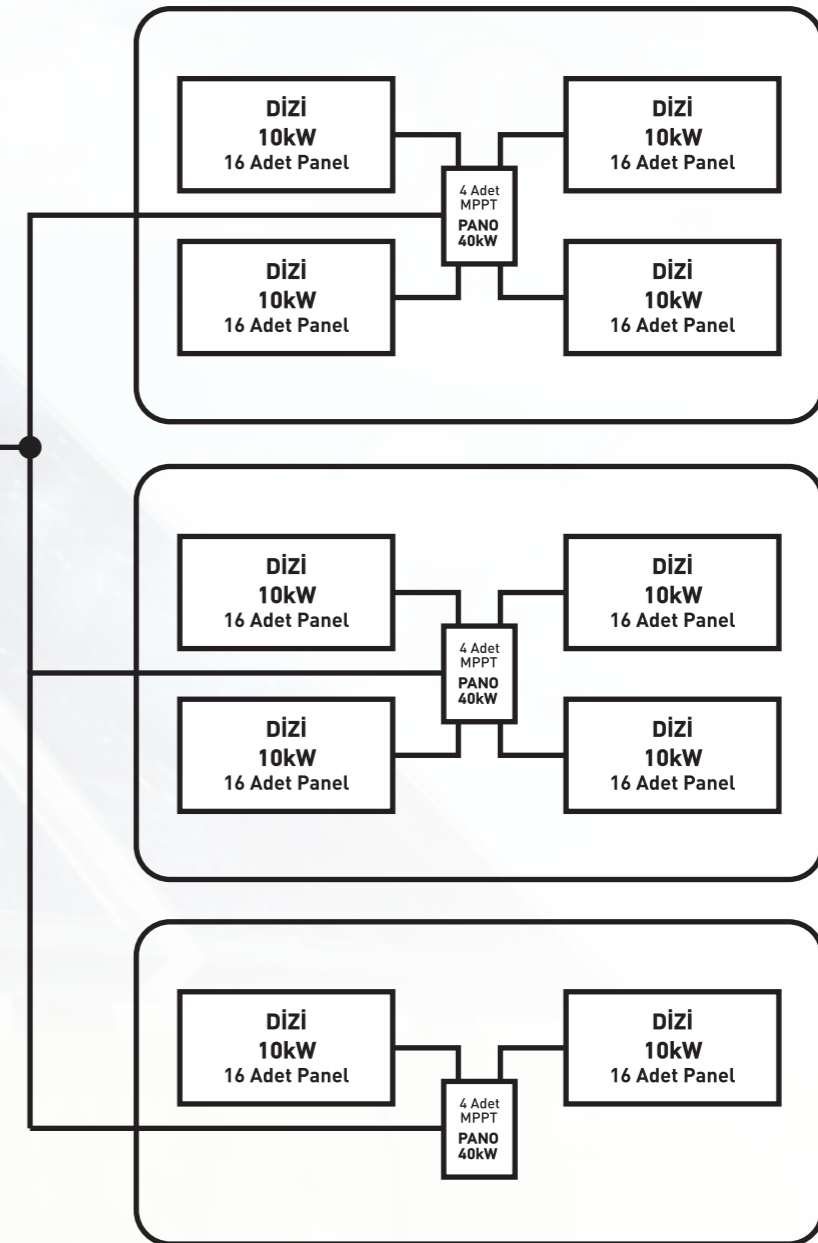 DİZİ
10kW
16 Adet Panel
DİZİ
10kW
16 Adet Panel
4 Adet
MPPT
PANO
40kW
DİZİ
10kW
16 Adet Panel
DİZİ
10kW
16 Adet Panel
DİZİ
10kW
16 Adet Panel
DİZİ
10kW
16 Adet Panel
4 Adet
MPPT
PANO
40kW
DİZİ
10kW
16 Adet Panel
DİZİ
10kW
16 Adet Panel
DİZİ
10kW
16 Adet Panel
DİZİ
10kW
16 Adet Panel
4 Adet
MPPT
PANO
40kW